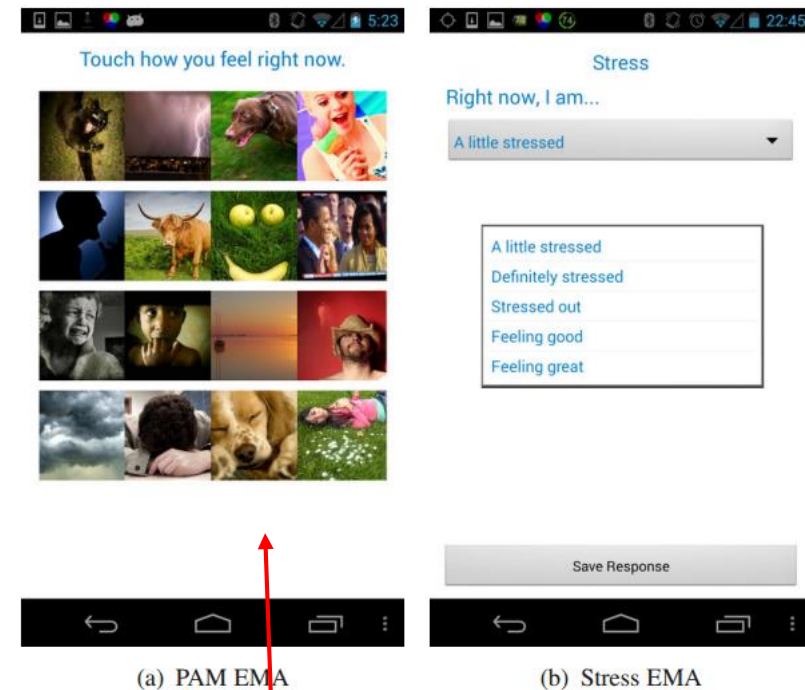 5:23
Touch how you feel right now.
(a) PAM EMA
74 22:45
Stress
Right now, I am...
A little stressed
A little stressed
Definitely stressed
Stressed out
Feeling good
Feeling great
Save Response
(b) Stress EMA